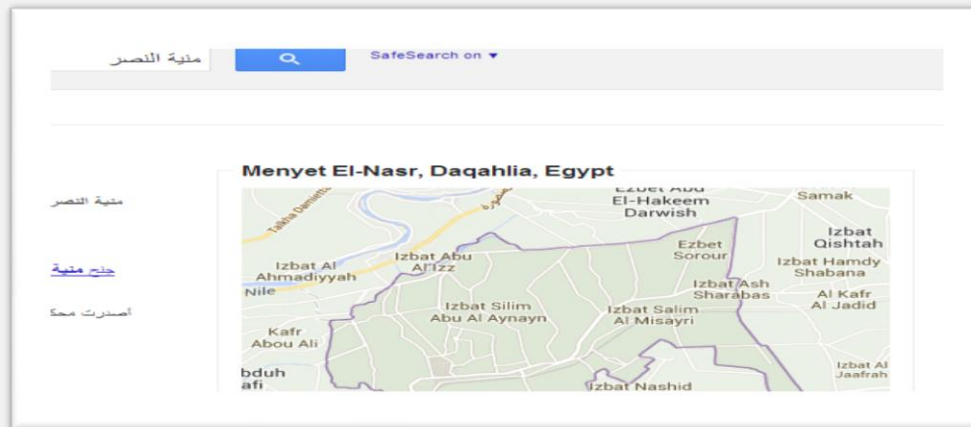 منية النصر
SafeSearch on
Menyet El-Nasr, Daqahlia, Egypt
منية النصر
جنح منية
أصدرت
Talkha Damietta
El-Hakeem
Darwish
Samak
Izbat
Qishtah
Ezbet
Sorour
Izbat Abu
Al'Izz
Izbat Al
Ahmadiyyah
Nile
Izbat Hamdy
Shabana
Izbat Ash
Sharabas
Al Kafr
Al Jadid
Izbat Silim
Abu Al Aynayn
Izbat Salim
Al Misayri
Kafr
Abou Ali
Izbat Al
Jaafrah
Izbat Nashid